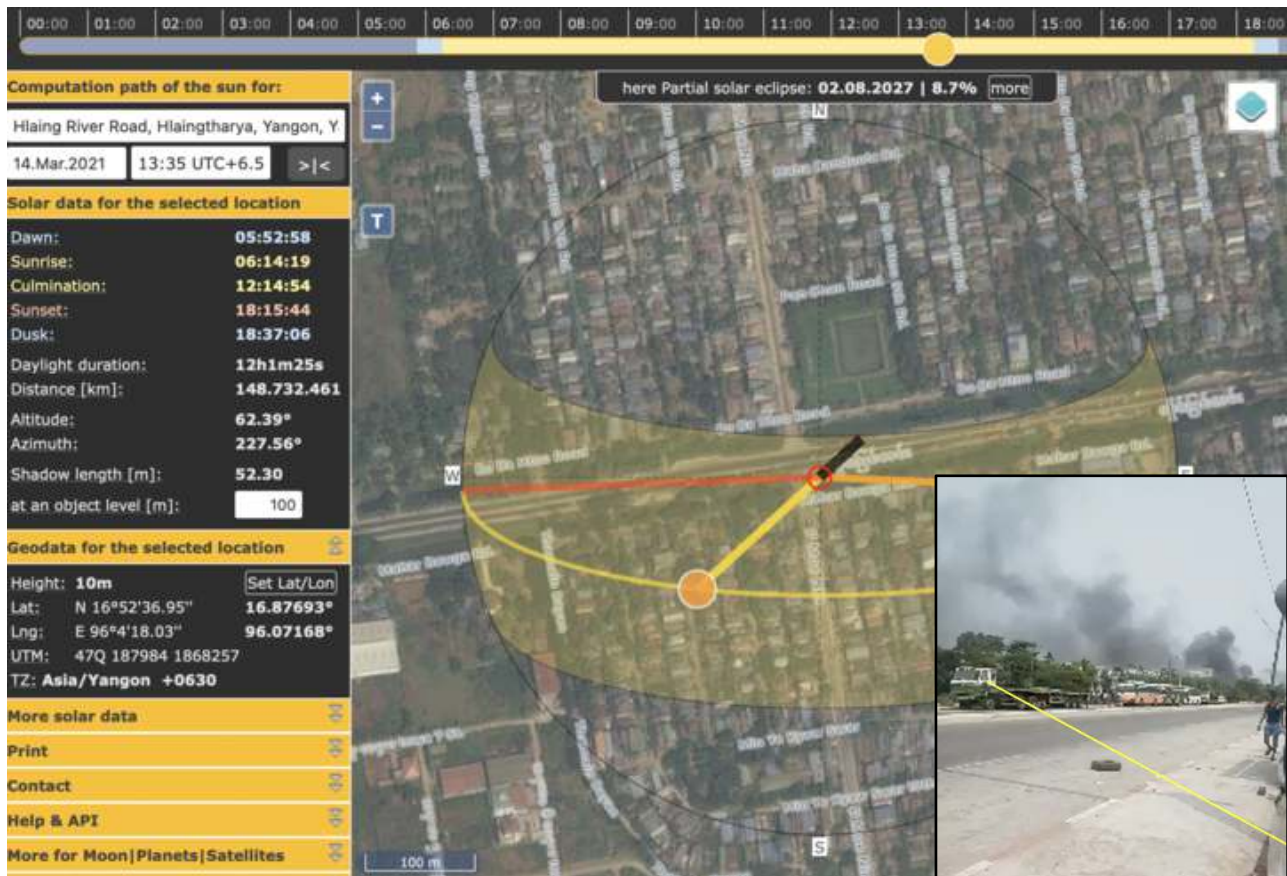 00:00 01:00 02:00 03:00 04:00 05:00 06:00 07:00 08:00 09:00 10:00 11:00 12:00 13:00 14:00 15:00 16:00 17:00 18:00
Computation path of the sun for:
Hlaing River Road, Hlaingtharya, Yangon, Y
14.Mar.2021 13:35 UTC+6.5 >|<
Solar data for the selected location
Dawn: 05:52:58
Sunrise: 06:14:19
Culmination: 12:14:54
Sunset: 18:15:44
Dusk: 18:37:06
Daylight duration: 12h1m25s
Distance [km]: 148.732.461
Altitude: 62.39°
Azimuth: 227.56°
Shadow length [m]: 52.30
at an object level [m]: 100
Geodata for the selected location
Height: 10m Set Lat/Lon
Lat: N 16°52'36.95'' 16.87693°
Lng: E 96°4'18.03'' 96.07168°
UTM: 47Q 187984 1868257
TZ: Asia/Yangon +0630
More solar data
Print
Contact
Help & API
More for Moon|Planets|Satellites
+
−
here Partial solar eclipse: 02.08.2027 | 8.7% more
T
N
W
S
100 m